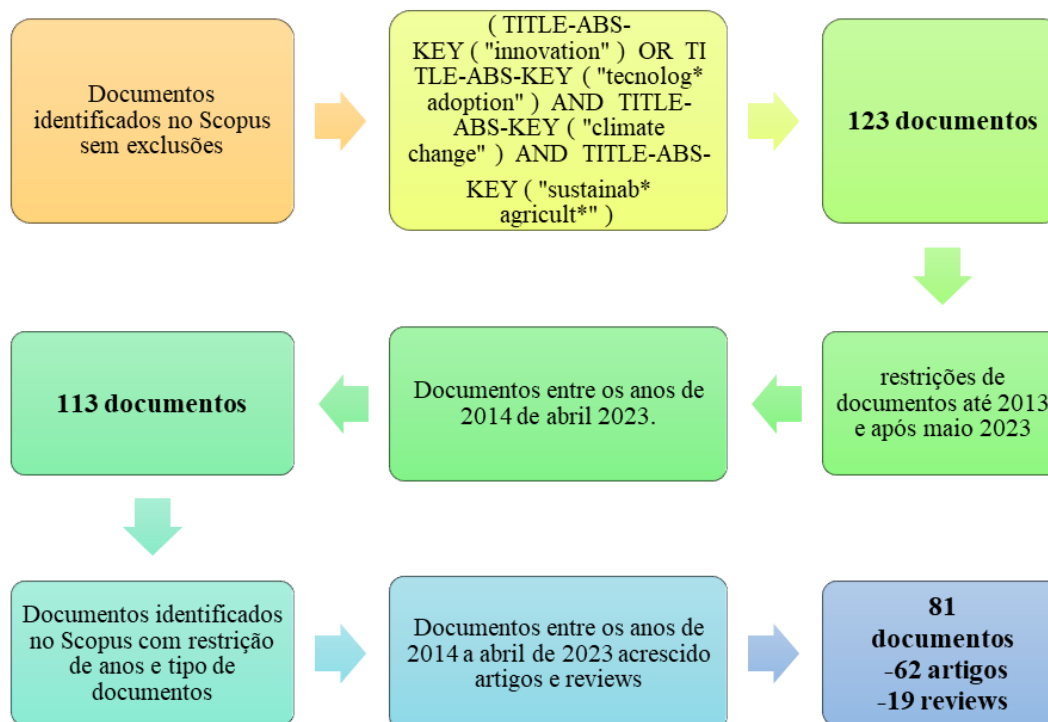 Documentos
identificados no Scopus
sem exclusões
( TITLE-ABS-
KEY ( "innovation" ) OR TI
TLE-ABS-KEY ( "tecnolog*
adoption" ) AND TITLE-
ABS-KEY ( "climate
change" ) AND TITLE-ABS-
KEY ( "sustainab*
agricult*" )
123 documentos
restrições de
documentos até 2013
e após maio 2023
Documentos entre os anos de
2014 de abril 2023.
113 documentos
Documentos identificados
no Scopus com restrição
de anos e tipo de
documentos
Documentos entre os anos de
2014 a abril de 2023 acrescido
artigos e reviews
81
documentos
-62 artigos
-19 reviews